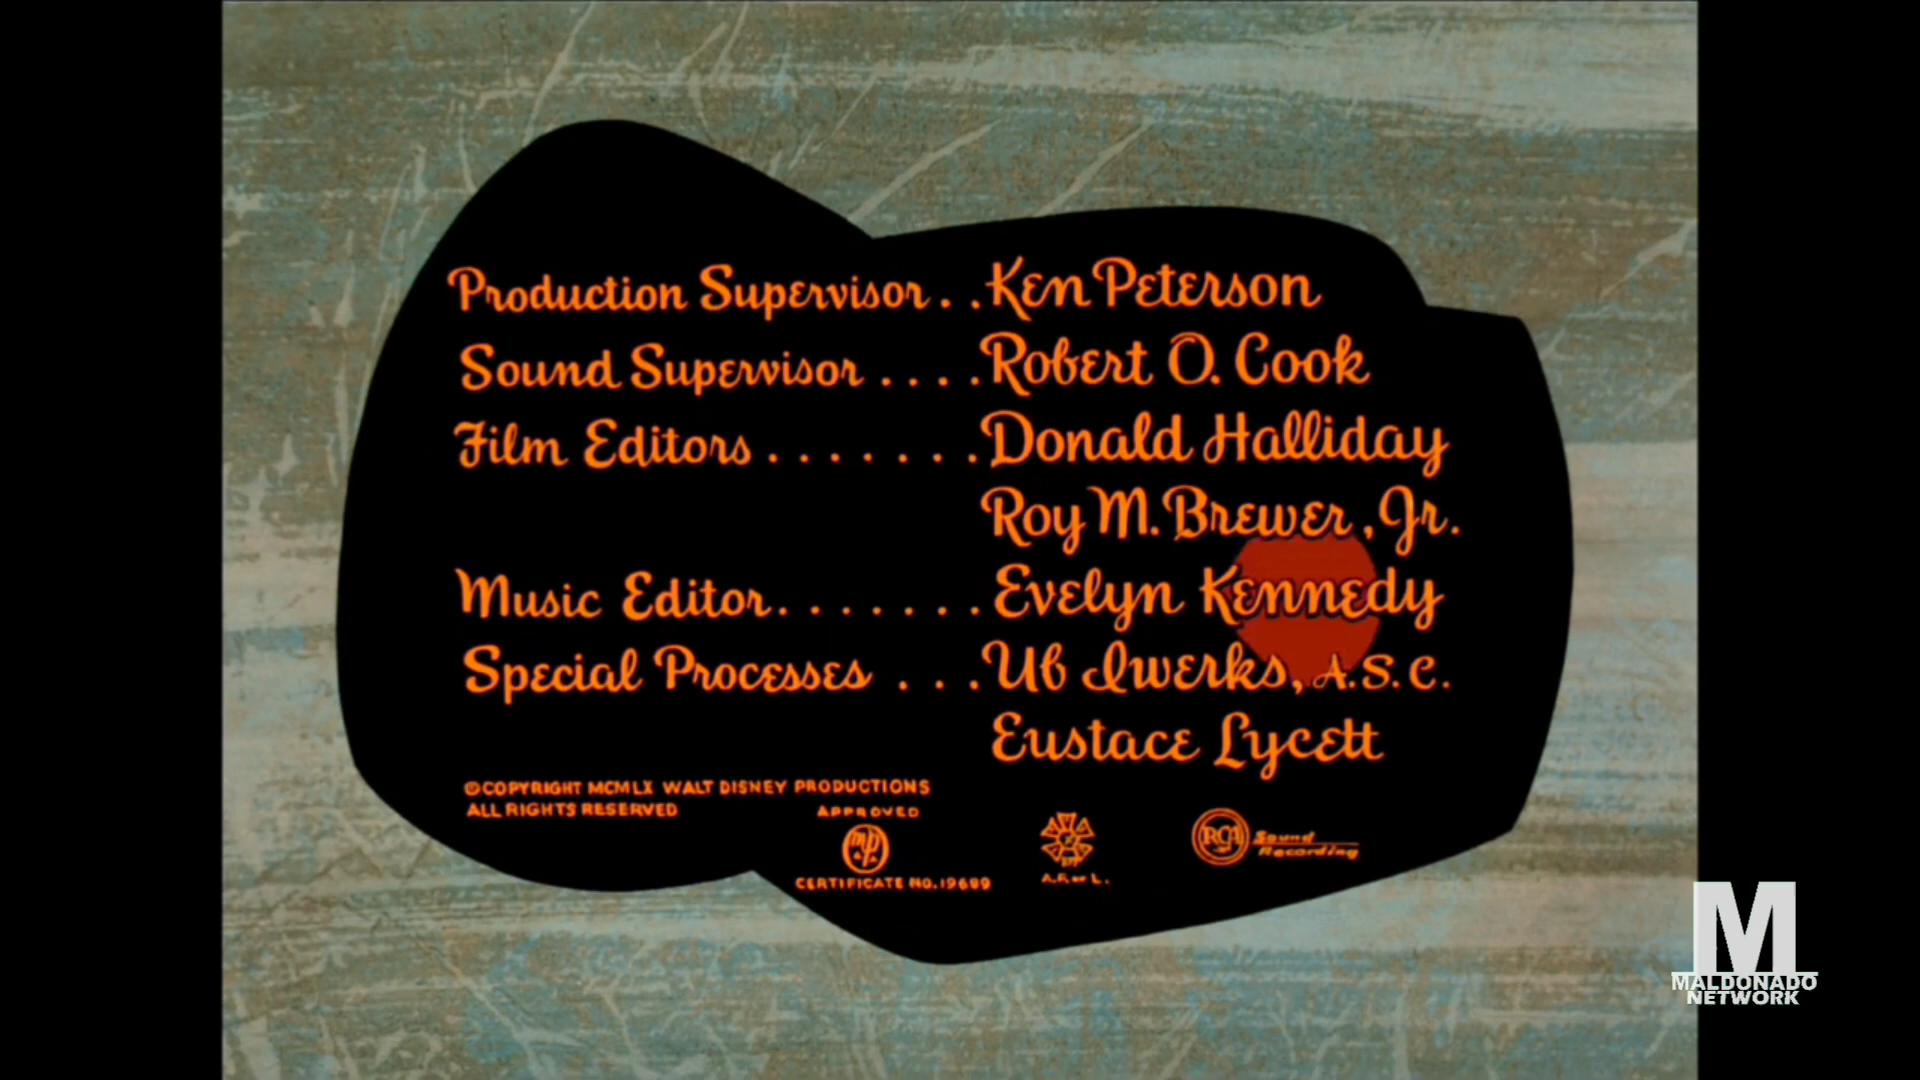 Production Supervisor . . Ken Peterson
Sound Supervisor . . . . Robert O. Cook
Film Editors . . . . . . . Donald Halliday
Roy M. Brewer, Jr.
Music Editor . . . . . . . Evelyn Kennedy
Special Processes . . . Ub Iwerks, A.S.C.
Eustace Lycett
©COPYRIGHT MCMLX WALT DISNEY PRODUCTIONS
ALL RIGHTS RESERVED
APPROVED
MP
CERTIFICATE NO. 19689
A.F. of L.
RCA Sound Recording
M
MALDONADO
NETWORK